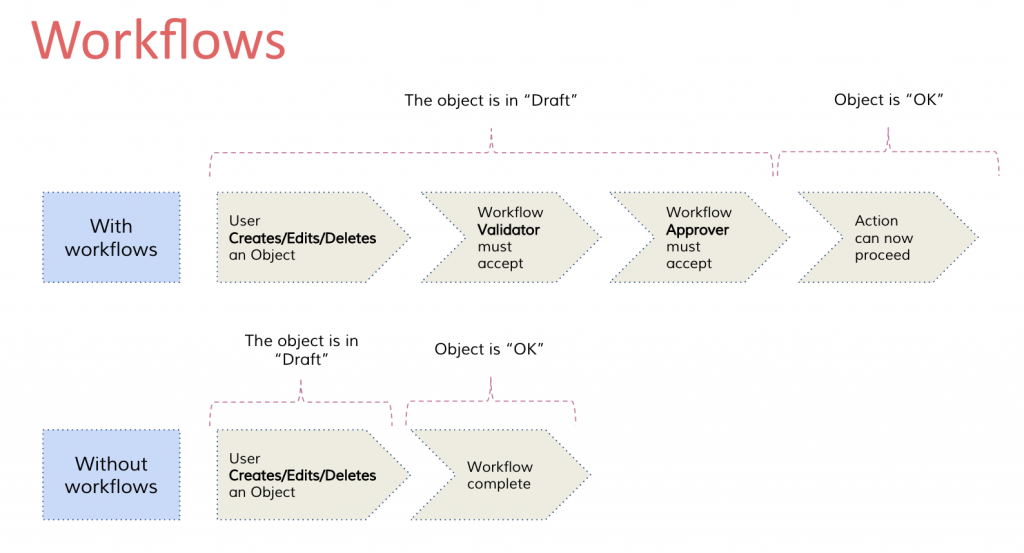 Workflows
The object is in “Draft”
Object is “OK”
With
workflows
User
Creates/Edits/Deletes
an Object
Workflow
Validator
must
accept
Workflow
Approver
must
accept
Action
can now
proceed
The object is in
“Draft”
Object is “OK”
Without
workflows
User
Creates/Edits/Deletes
an Object
Workflow
complete